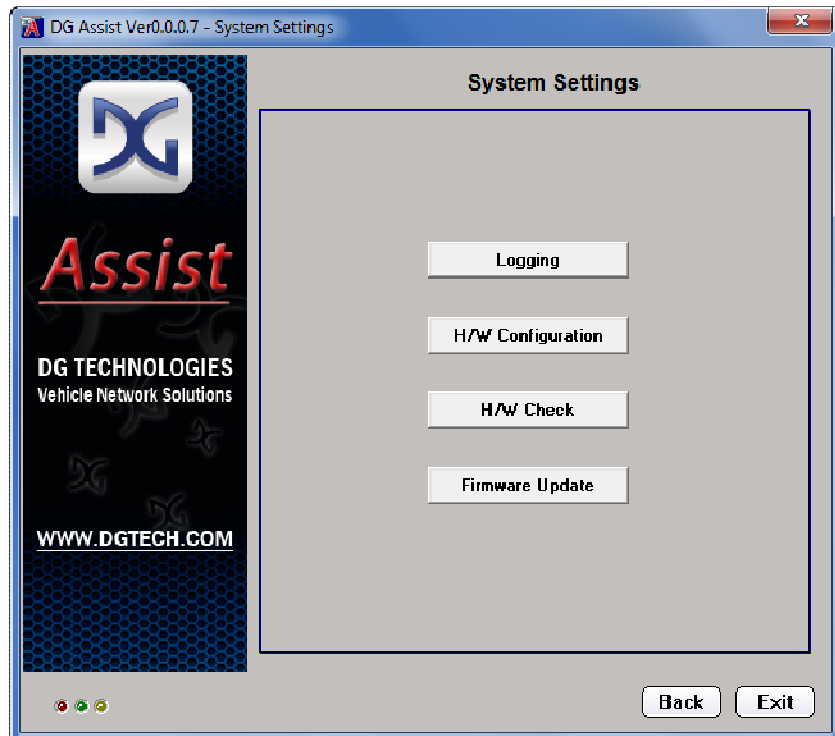 DG Assist Ver0.0.0.7 - System Settings
System Settings
DG
Assist
DG TECHNOLOGIES
Vehicle Network Solutions
WWW.DGTECH.COM
Logging
H/W Configuration
H/W Check
Firmware Update
Back
Exit